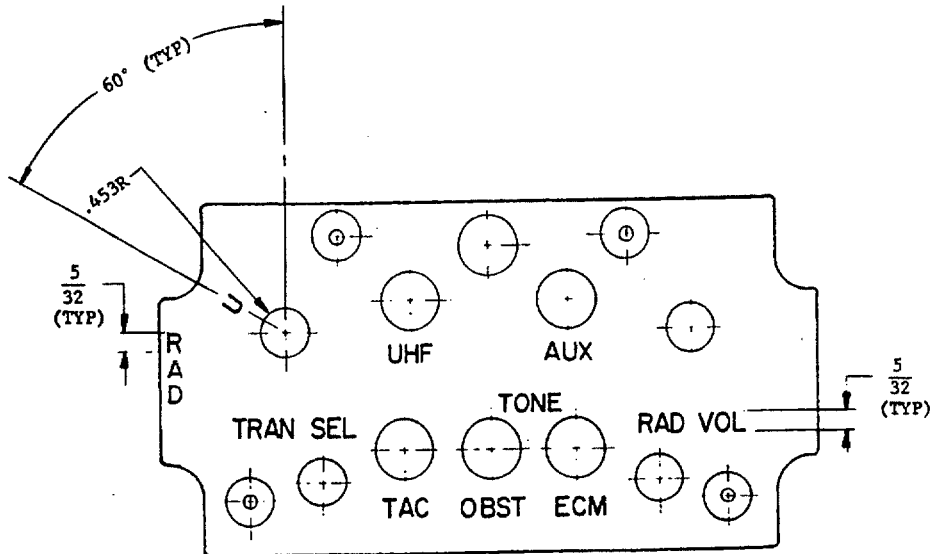 60° (TYP)
.453R
5
32
(TYP)
U
R
A
D
UHF AUX
TONE
TRAN SEL
RAD VOL
5
32
(TYP)
TAC OBST ECM